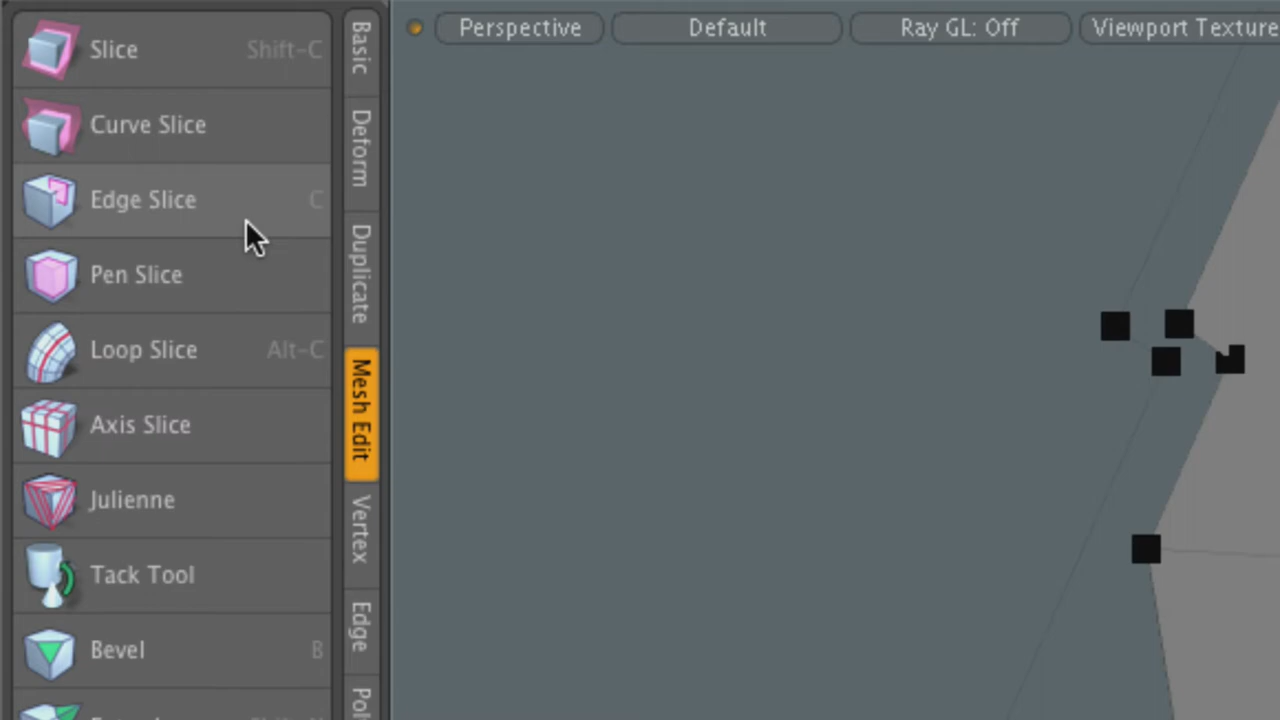 Slice Shift-C
Curve Slice
Edge Slice C
Pen Slice
Loop Slice Alt-C
Axis Slice
Julienne
Tack Tool
Bevel B
Basic
Deform
Duplicate
Mesh Edit
Vertex
Edge
Pol
Perspective
Default
Ray GL: Off
Viewport Texture